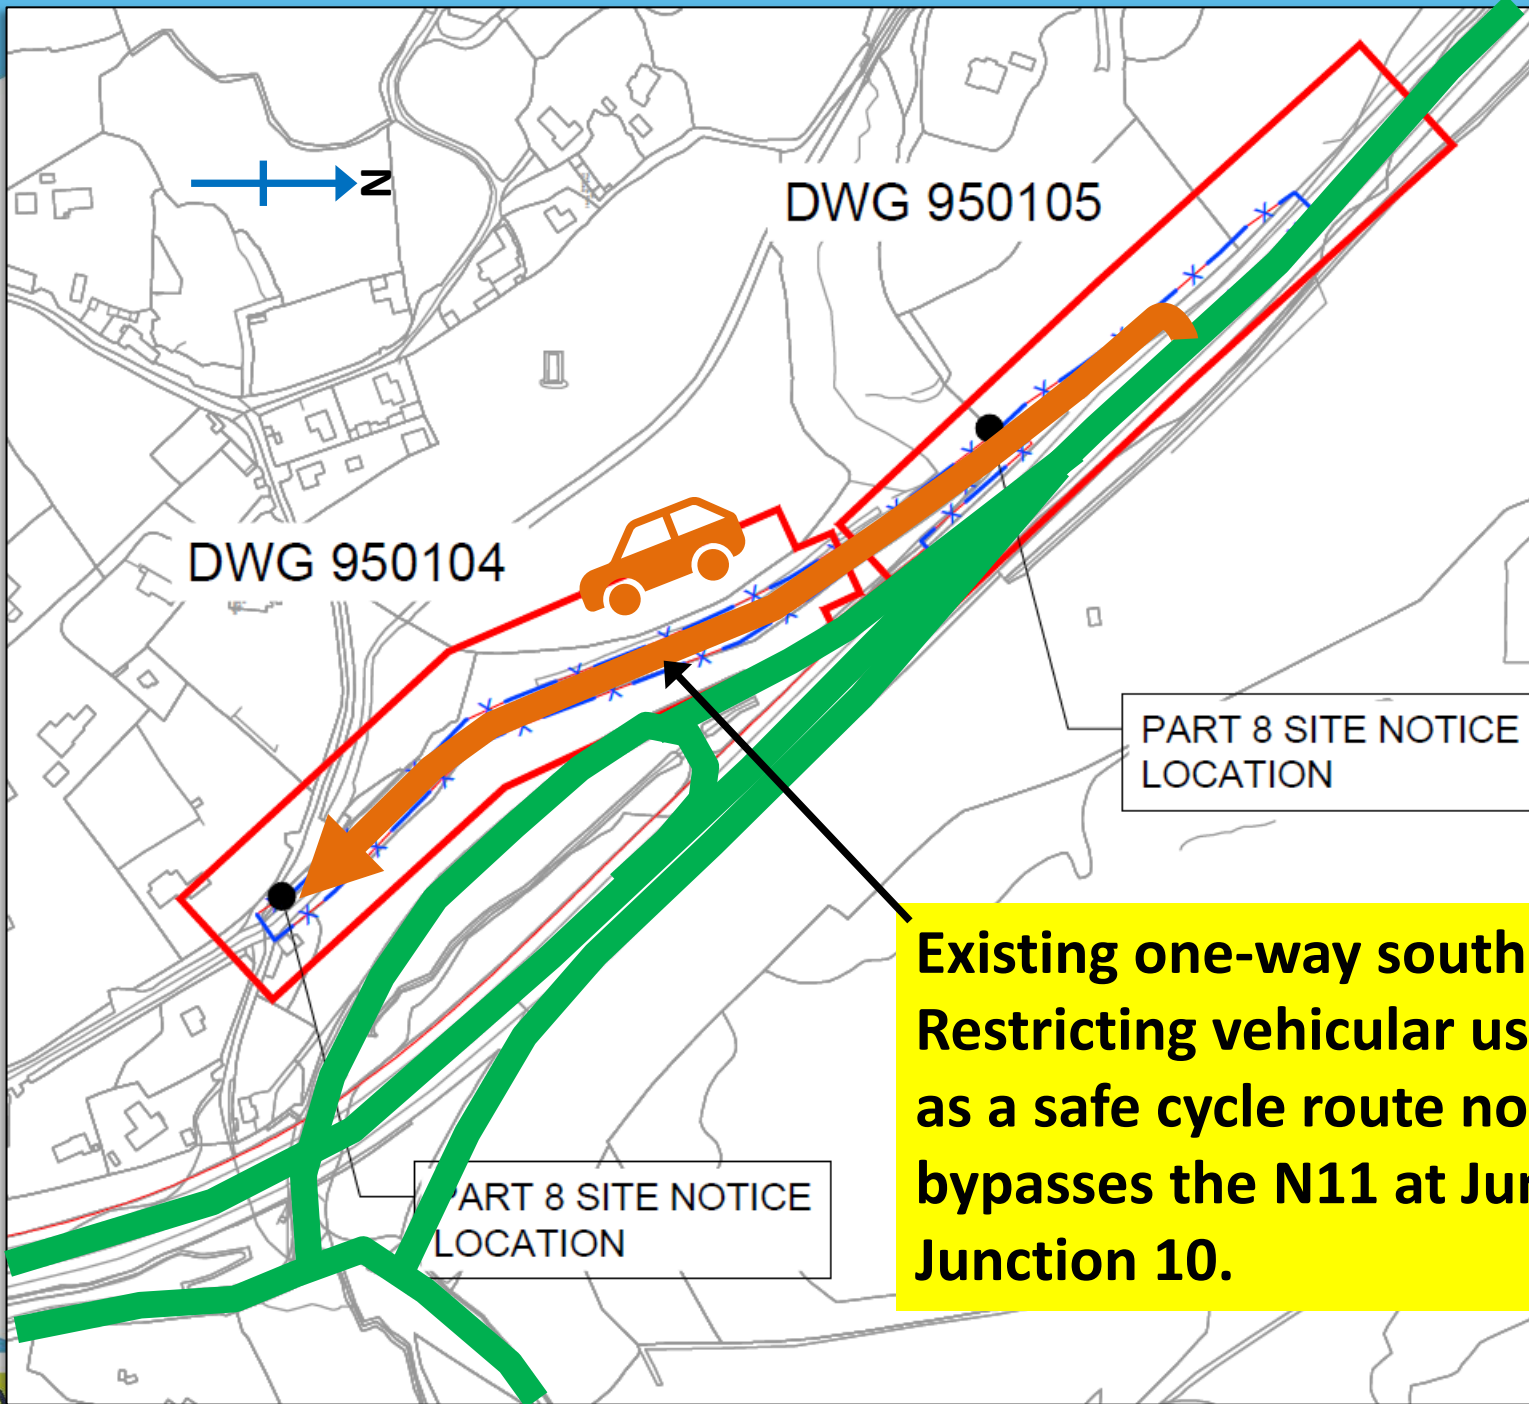 N
DWG 950105
DWG 950104
PART 8 SITE NOTICE
LOCATION
Existing one-way south
Restricting vehicular us
as a safe cycle route no
bypasses the N11 at Jun
Junction 10.
PART 8 SITE NOTICE
LOCATION